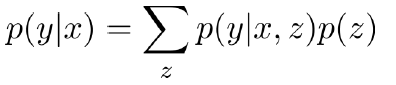 p(y|x) = ∑_z p(y|x, z)p(z)